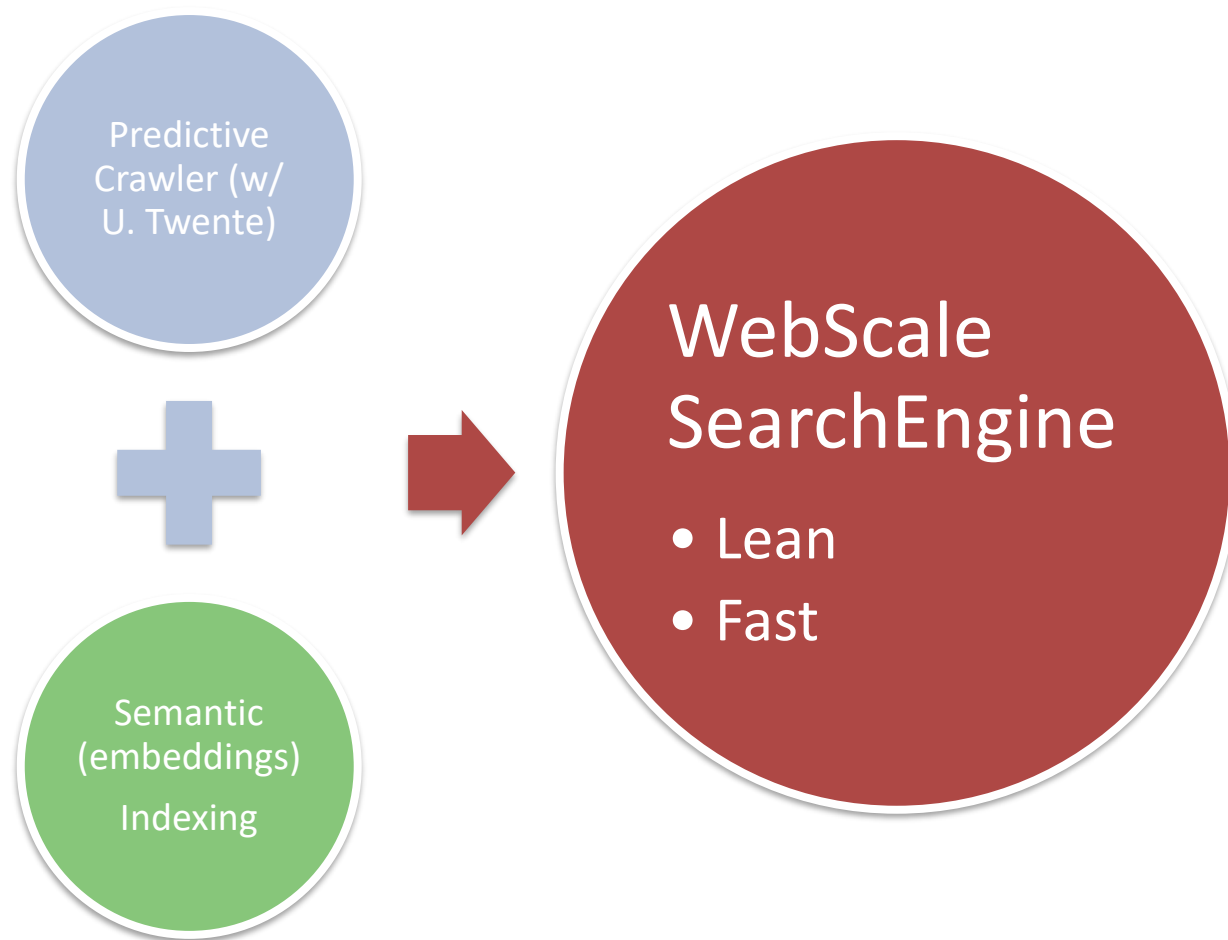 Predictive
Crawler (w/
U. Twente)
Semantic
(embeddings)
Indexing
WebScale
SearchEngine
• Lean
• Fast